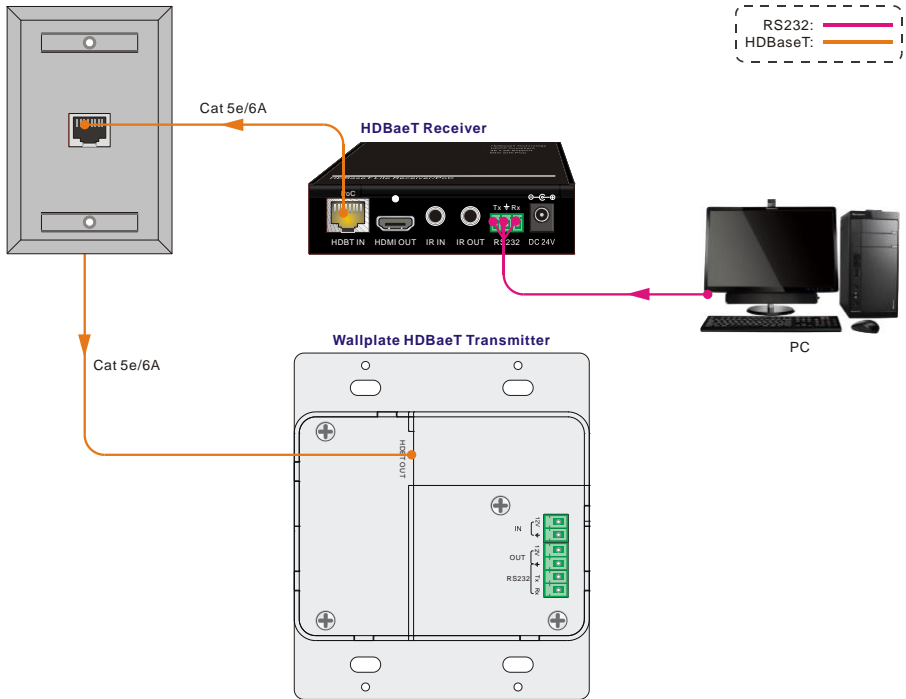 RS232:
HDBaseT:
Cat 5e/6A
HDBaeT Receiver
PoC
HDBT IN
HDMI OUT
IR IN
IR OUT
Tx Rx
RS232
DC 24V
PC
Wallplate HDBaeT Transmitter
Cat 5e/6A
HDBT OUT
IN
12V
OUT
12V
RS232
Tx
Rx